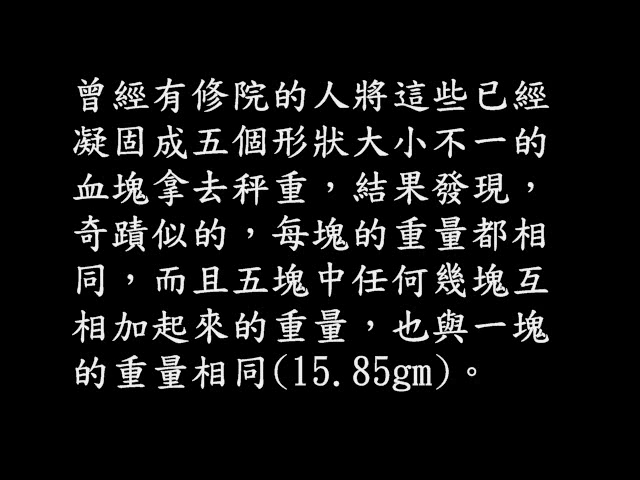 曾經有修院的人將這些已經
凝固成五個形狀大小不一的
血塊拿去秤重，結果發現，
奇蹟似的，每塊的重量都相
同，而且五塊中任何幾塊互
相加起來的重量，也與一塊
的重量相同(15.85gm)。